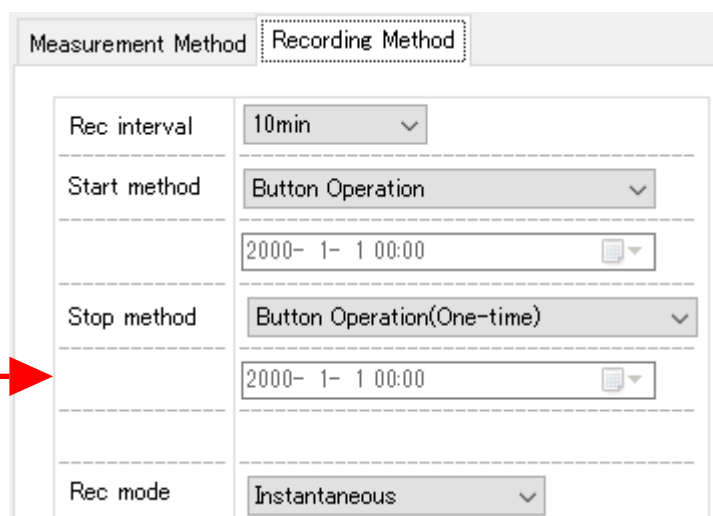 Measurement Method Recording Method
Rec interval 10min
Start method Button Operation
2000- 1- 1 00:00
Stop method Button Operation(One-time)
2000- 1- 1 00:00
Rec mode Instantaneous